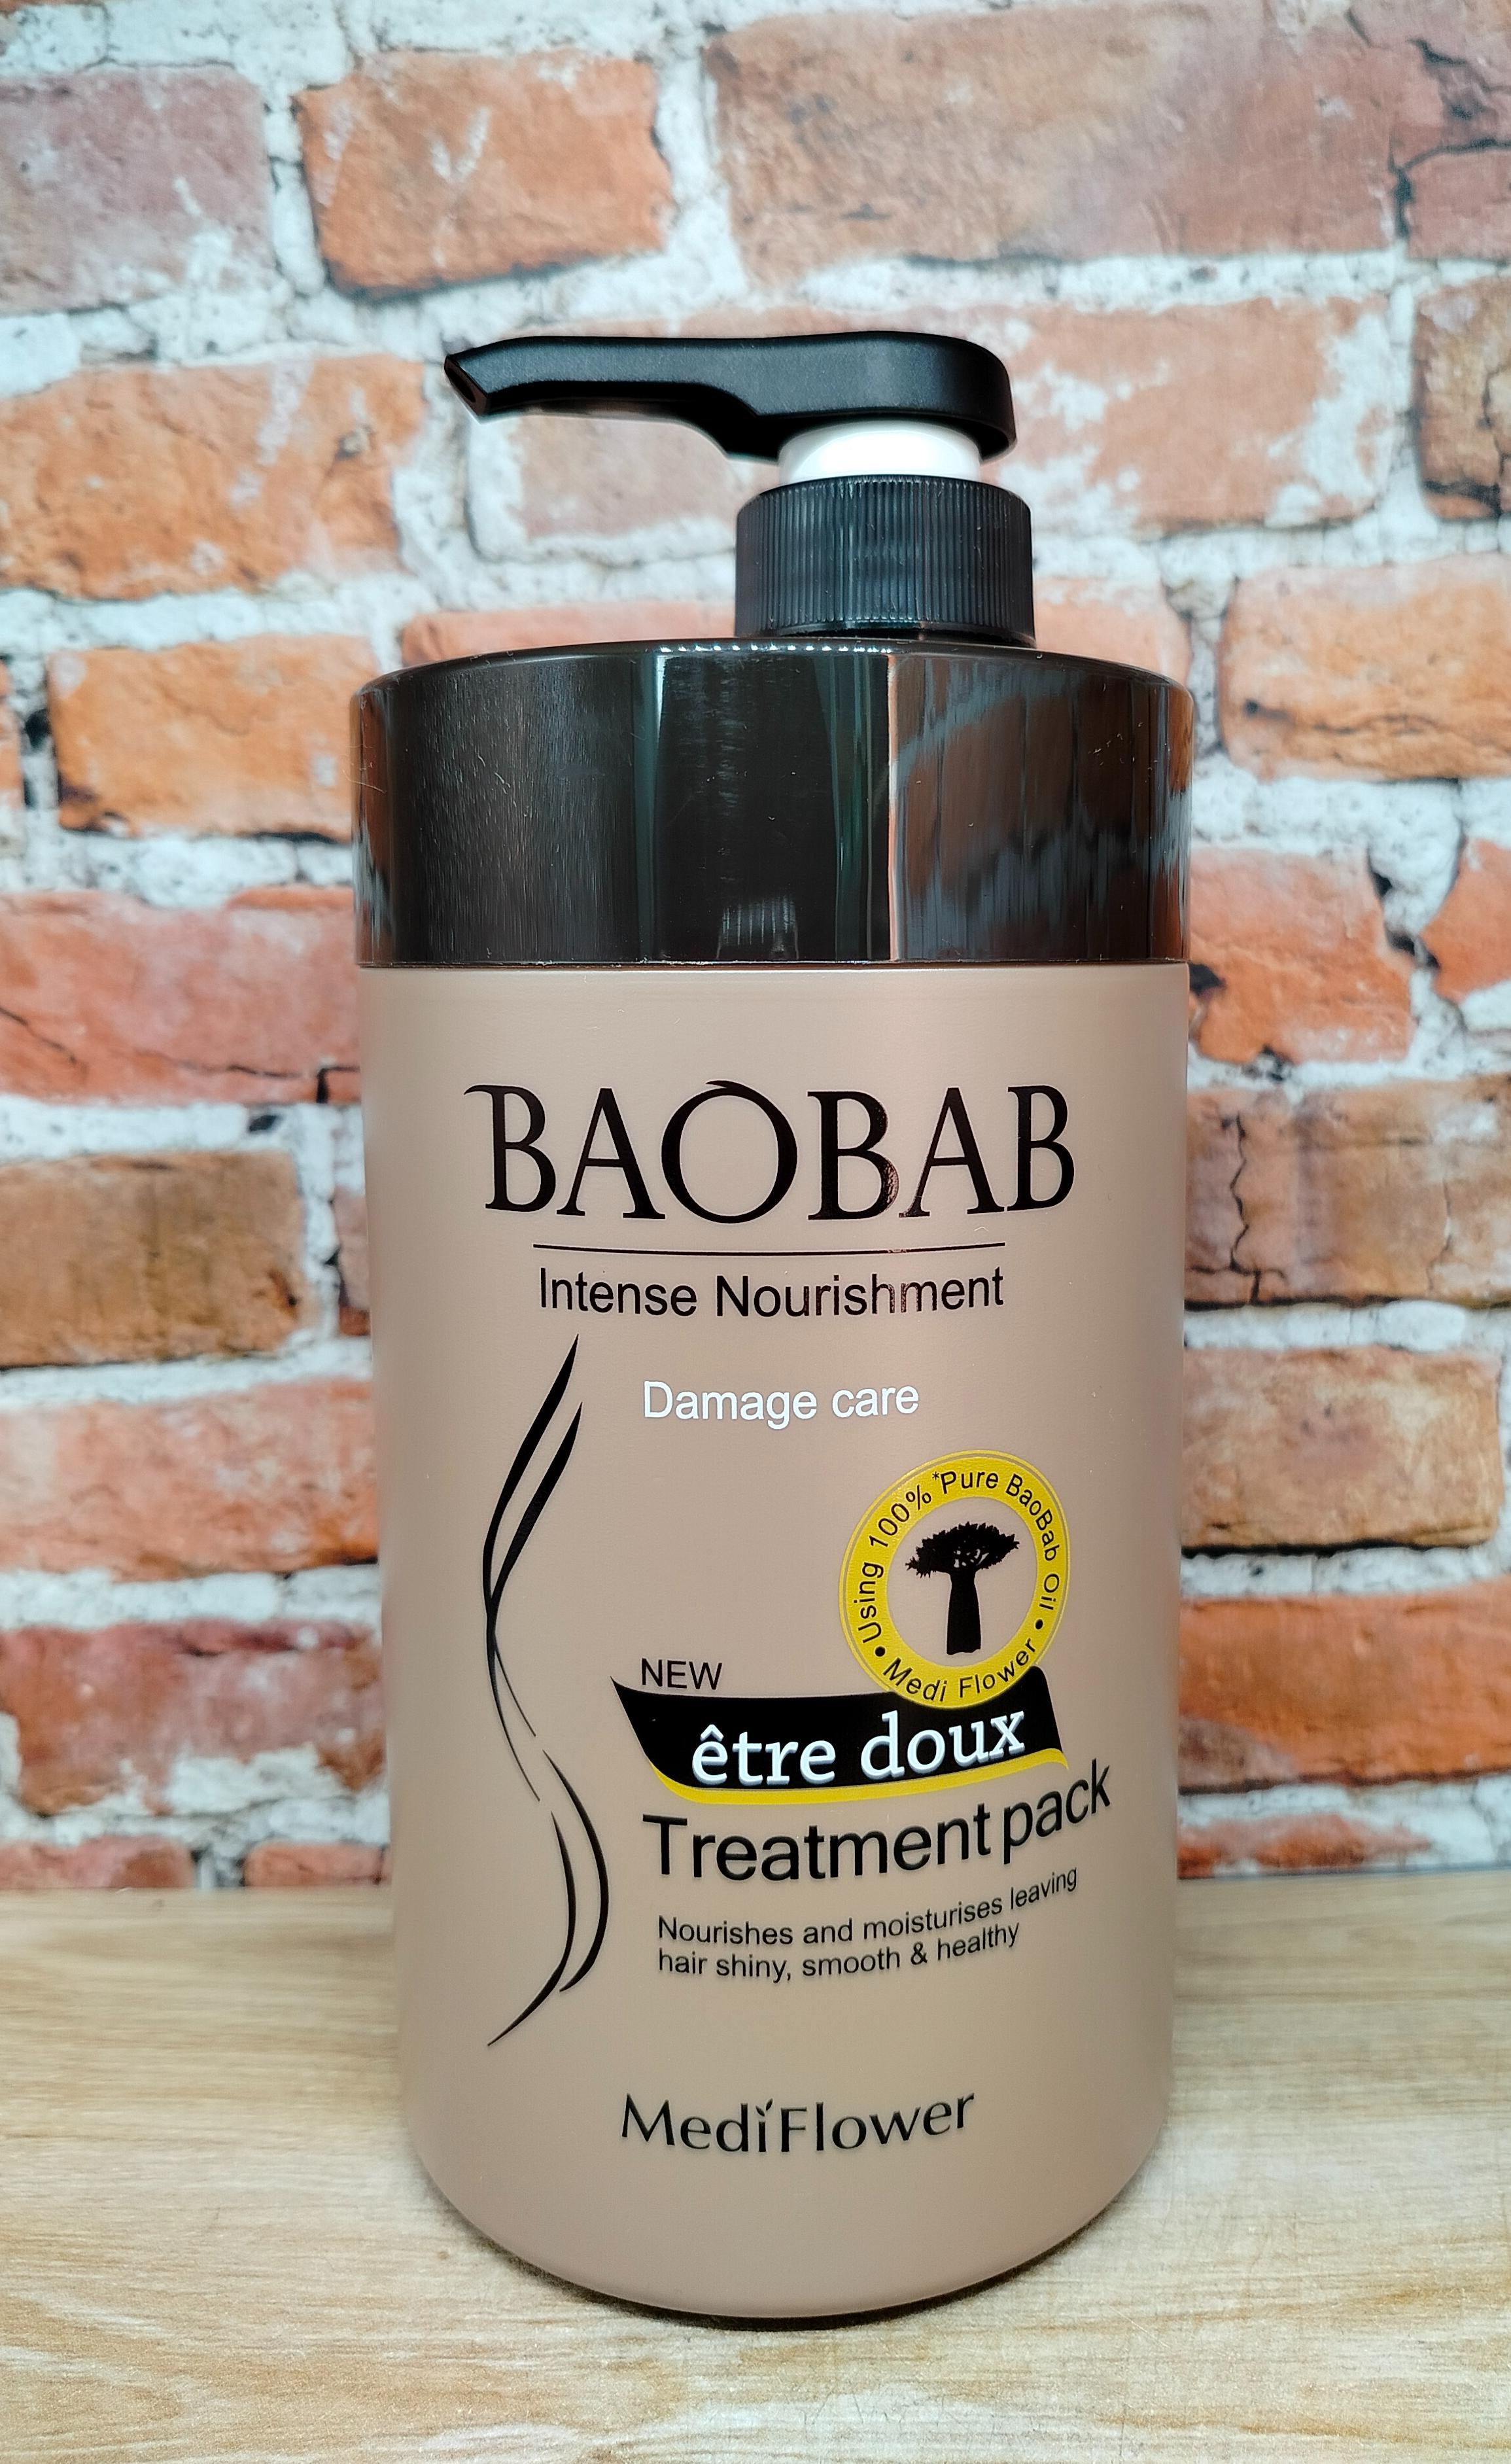 BAOBAB
Intense Nourishment
Damage care
• Using 100% *Pure BaoBab Oil •
Medi Flower
NEW
être doux
Treatment pack
Nourishes and moisturises leaving
hair shiny, smooth & healthy
MediFlower